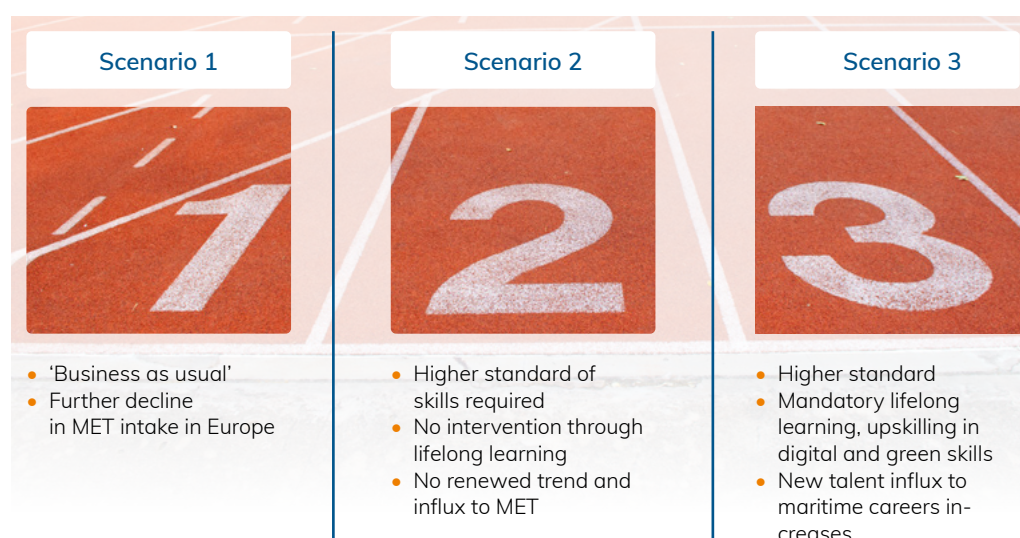 Scenario 1
1
‘Business as usual’
Further decline
in MET intake in Europe
Scenario 2
2
Higher standard of
skills required
No intervention through
lifelong learning
No renewed trend and
influx to MET
Scenario 3
3
Higher standard
Mandatory lifelong
learning, upskilling in
digital and green skills
New talent influx to
maritime careers in-
creases